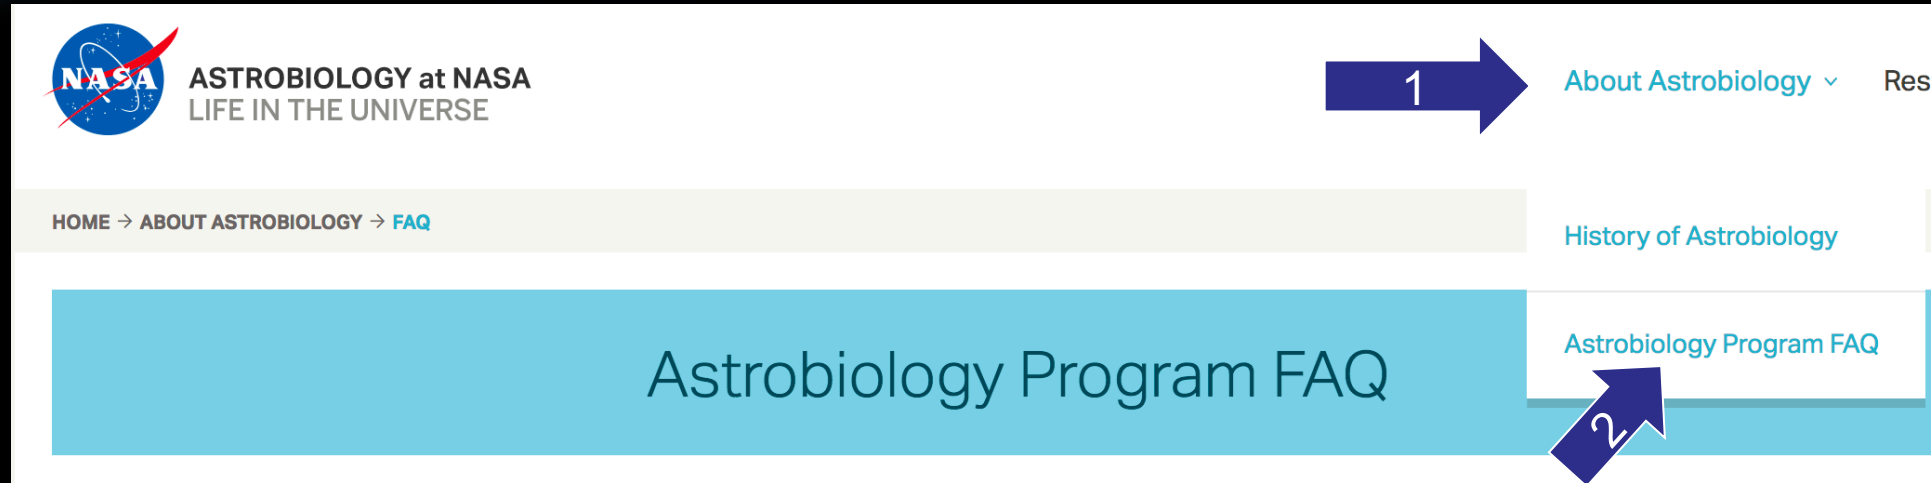 NASA
ASTROBIOLOGY at NASA
LIFE IN THE UNIVERSE
1
About Astrobiology
Res
HOME → ABOUT ASTROBIOLOGY → FAQ
History of Astrobiology
Astrobiology Program FAQ
Astrobiology Program FAQ
2